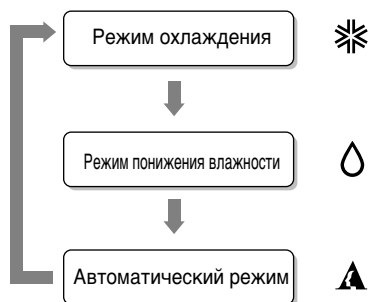 Режим охлаждения
Режим понижения влажности
Автоматический режим